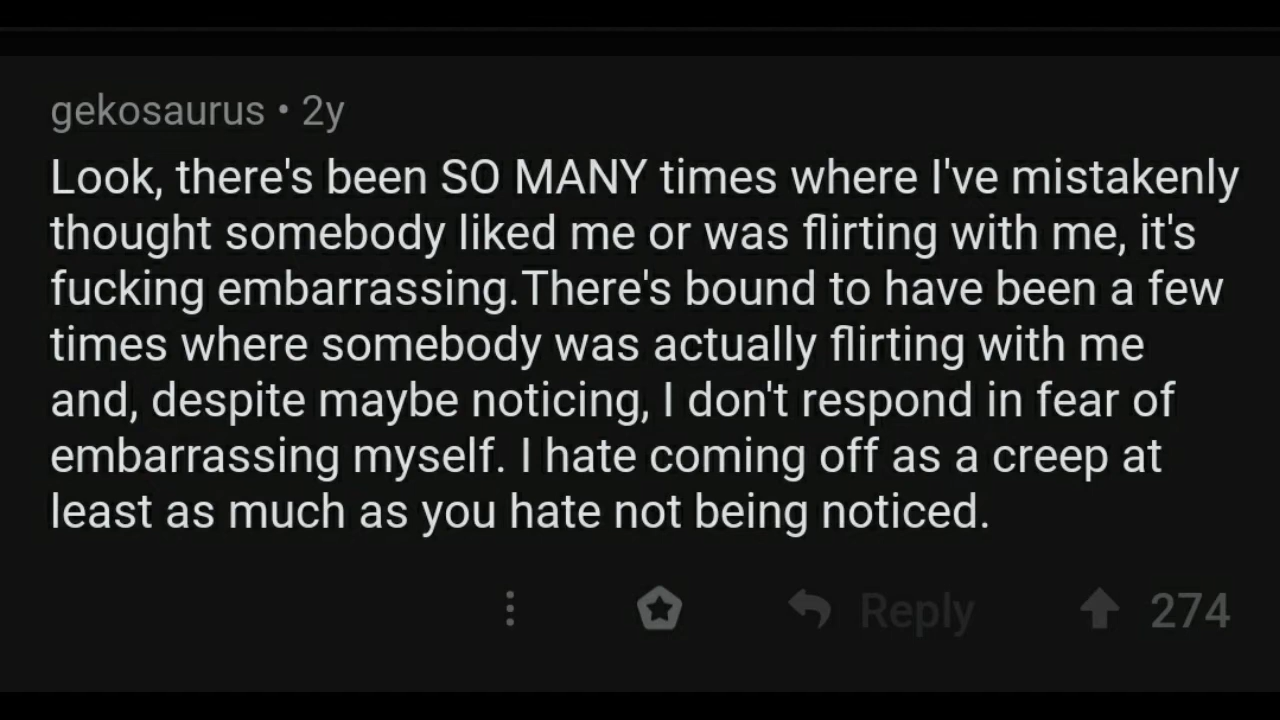 gekosaurus • 2y
Look, there's been SO MANY times where I've mistakenly
thought somebody liked me or was flirting with me, it's
fucking embarrassing.There's bound to have been a few
times where somebody was actually flirting with me
and, despite maybe noticing, I don't respond in fear of
embarrassing myself. I hate coming off as a creep at
least as much as you hate not being noticed.
Reply 274